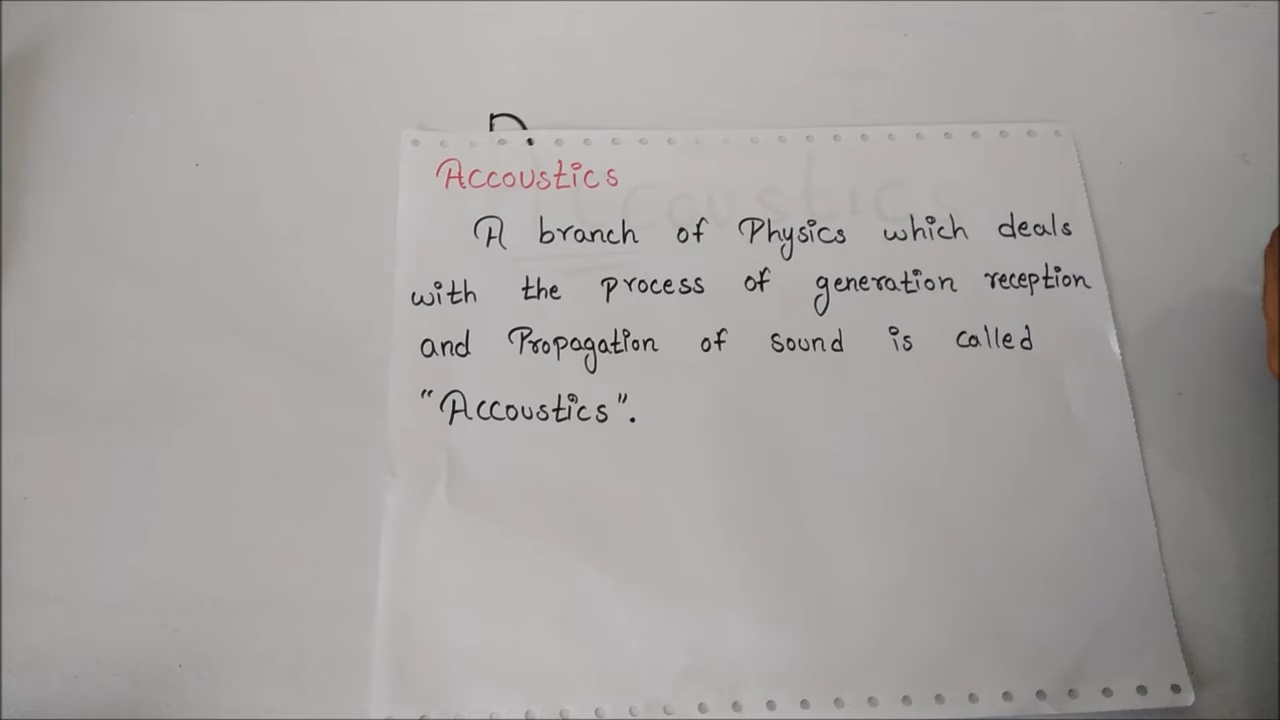 Accoustics
A branch of Physics which deals
with the process of generation reception
and Propagation of sound is called
"Accoustics".